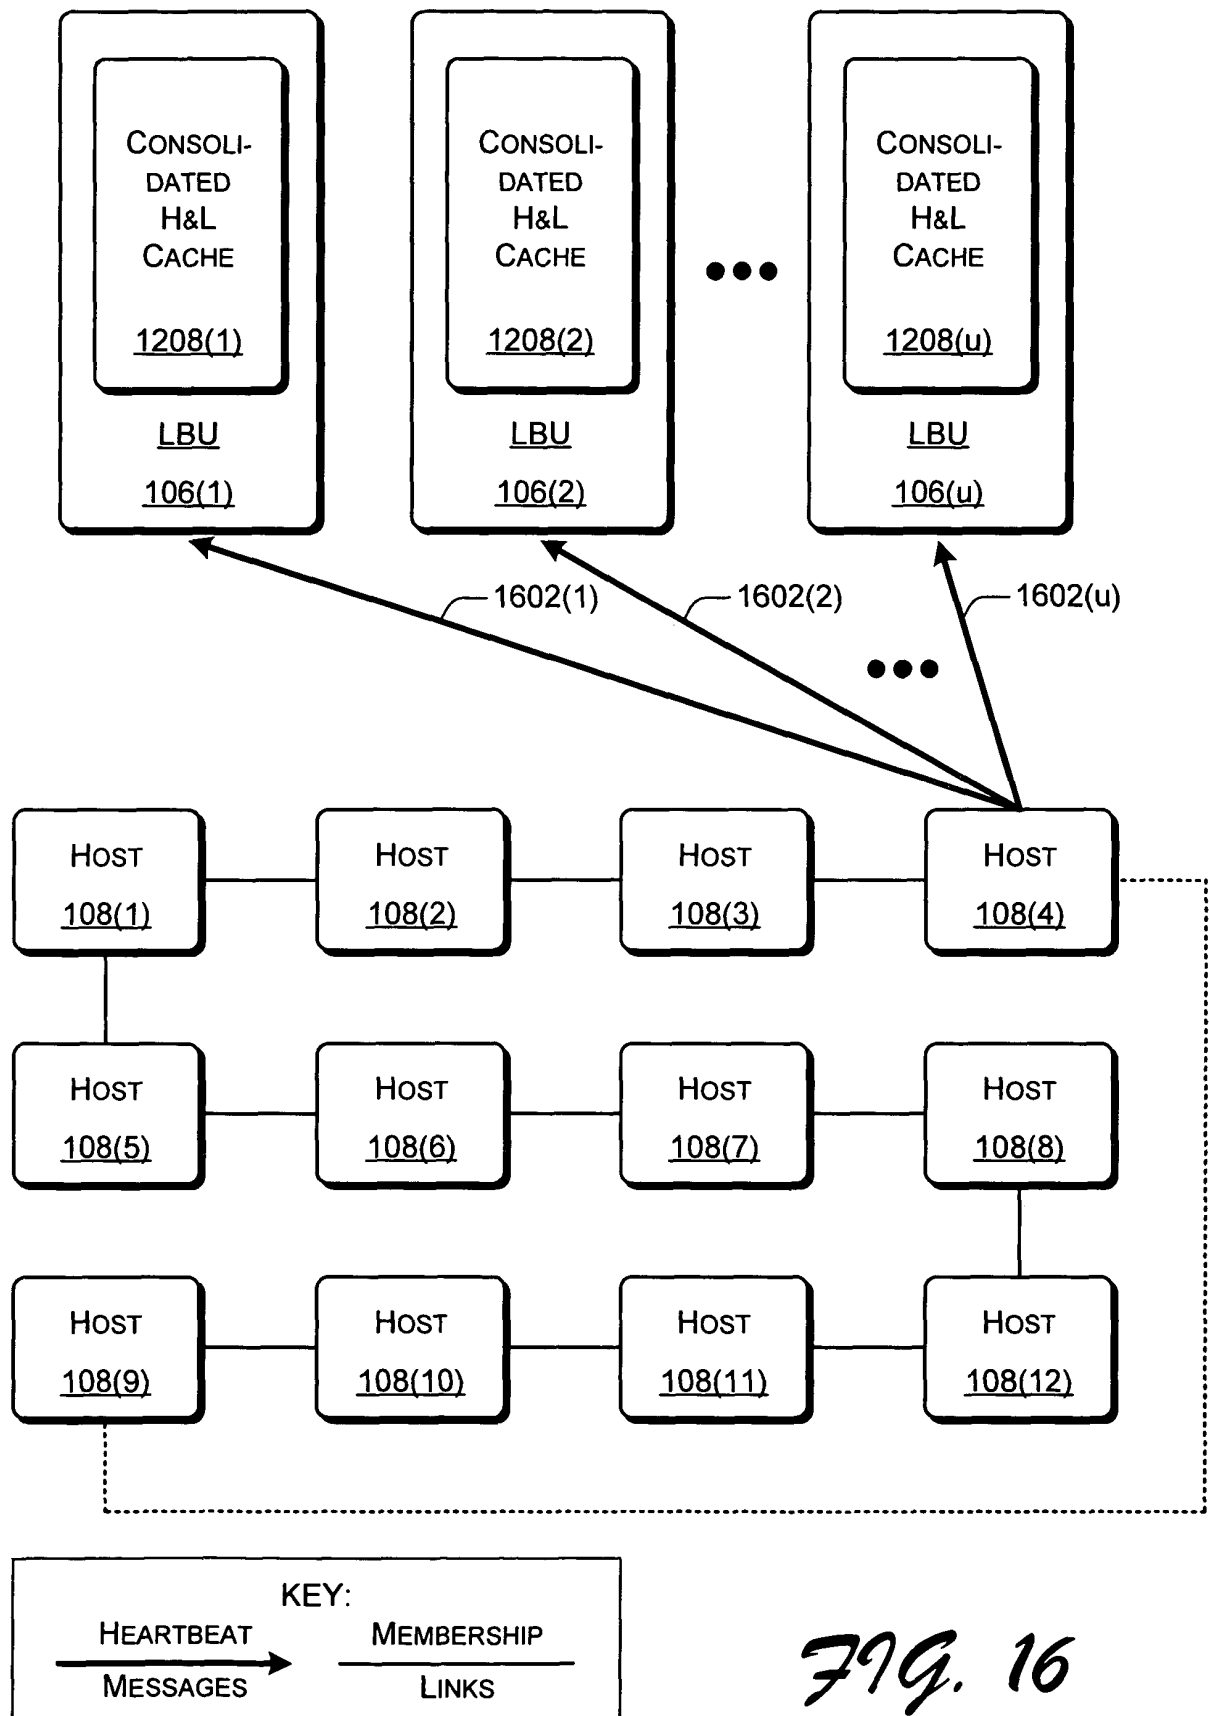 CONSOLI-
DATED
H&L
CACHE
1208(1)
LBU
106(1)
CONSOLI-
DATED
H&L
CACHE
1208(2)
LBU
106(2)
CONSOLI-
DATED
H&L
CACHE
1208(u)
LBU
106(u)
1602(1)
1602(2)
1602(u)
HOST
108(1)
HOST
108(2)
HOST
108(3)
HOST
108(4)
HOST
108(5)
HOST
108(6)
HOST
108(7)
HOST
108(8)
HOST
108(9)
HOST
108(10)
HOST
108(11)
HOST
108(12)
KEY:
HEARTBEAT
MESSAGES
MEMBERSHIP
LINKS
FIG. 16